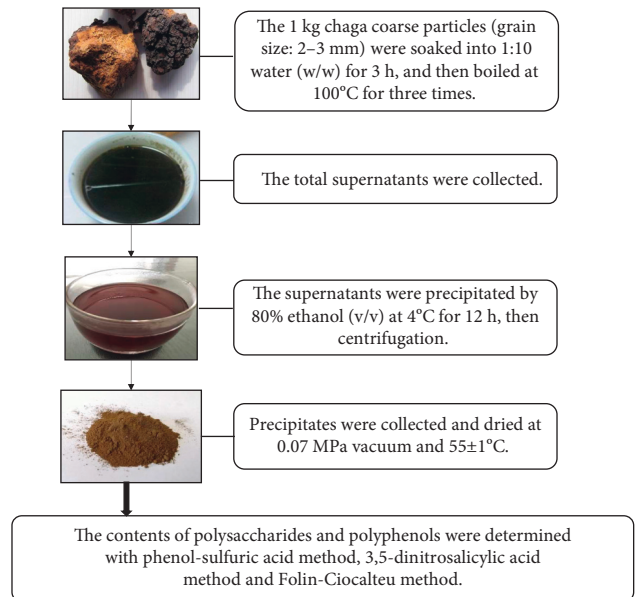 The 1 kg chaga coarse particles (grain
size: 2–3 mm) were soaked into 1:10
water (w/w) for 3 h, and then boiled at
100°C for three times.
The total supernatants were collected.
The supernatants were precipitated by
80% ethanol (v/v) at 4°C for 12 h, then
centrifugation.
Precipitates were collected and dried at
0.07 MPa vacuum and 55±1°C.
The contents of polysaccharides and polyphenols were determined
with phenol-sulfuric acid method, 3,5-dinitrosalicylic acid
method and Folin-Ciocalteu method.